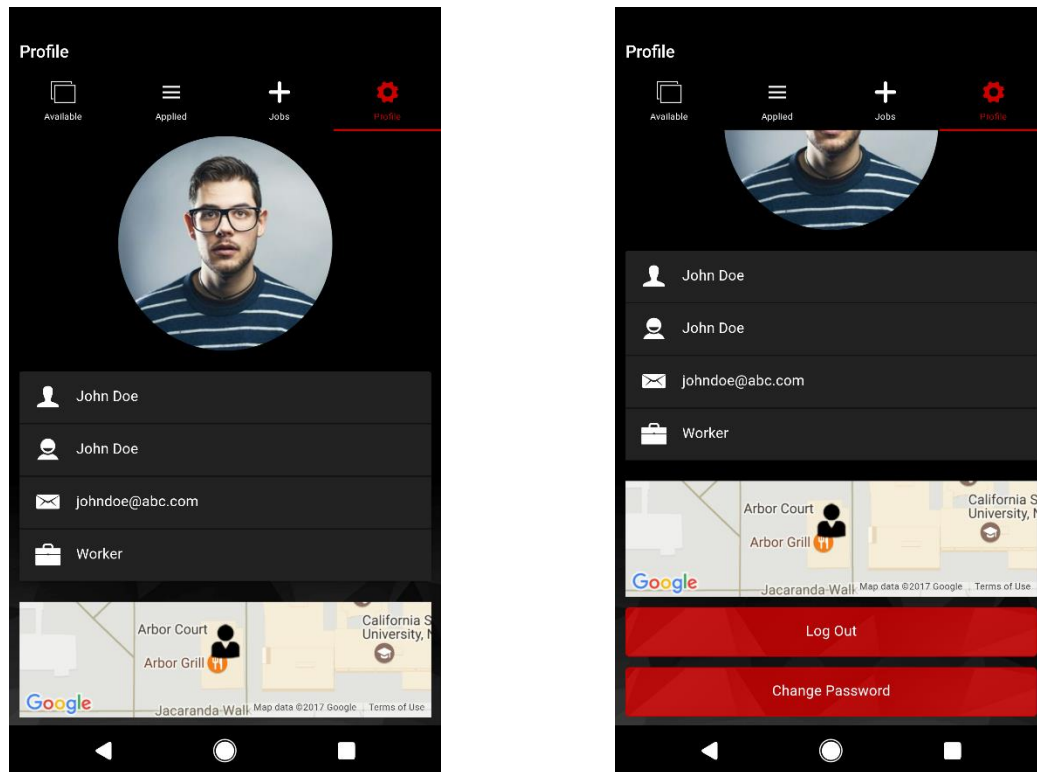 Profile
Available Applied Jobs Profile
John Doe
John Doe
johndoe@abc.com
Worker
Arbor Court
California S
University, N
Arbor Grill
Google
Jacaranda Walk
Map data ©2017 Google Terms of Use
Profile
Available Applied Jobs Profile
John Doe
John Doe
johndoe@abc.com
Worker
Arbor Court
California S
University, N
Arbor Grill
Google
Jacaranda Walk
Map data ©2017 Google Terms of Use
Log Out
Change Password